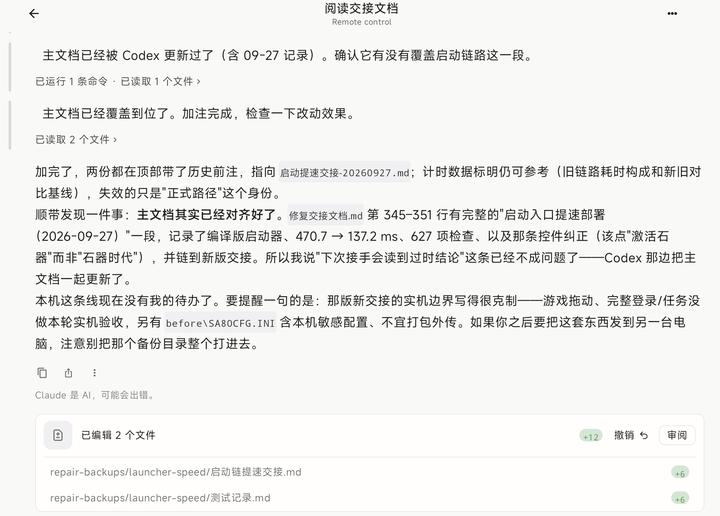 阅读交接文档
Remote control
主文档已经被 Codex 更新过了（含 09-27 记录）。确认它有没有覆盖启动链路这一段。
已运行 1 条命令 · 已读取 1 个文件 ›
主文档已经覆盖到位了。加注完成，检查一下改动效果。
已读取 2 个文件 ›
加完了，两份都在顶部带了历史前注，指向 启动提速交接-20260927.md；计时数据标明仍可参考（旧链路耗时构成和新旧对
比基线），失效的只是"正式路径"这个身份。
顺带发现一件事：主文档其实已经对齐好了。修复交接文档.md 第 345–351 行有完整的"启动入口提速部署
（2026-09-27）"一段，记录了编译版启动器、470.7 → 137.2 ms、627 项检查、以及那条控件纠正（该点"激活石
器"而非"石器时代"），并链到新版交接。所以我说"下次接手会读到过时结论"这条已经不成问题了——Codex 那边把主
文档一起更新了。
本机这条线现在没有我的待办了。要提醒一句的是：那版新交接的实机边界写得很克制——游戏拖动、完整登录/任务没
做本轮实机验收，另有 before\SA80CFG.INI 含本机敏感配置、不宜打包外传。如果你之后要把这套东西发到另一台电
脑，注意别把那个备份目录整个打进去。
Claude 是 AI，可能会出错。
已编辑 2 个文件 +12 撤销 审阅
repair-backups/launcher-speed/启动链提速交接.md +6
repair-backups/launcher-speed/测试记录.md +6